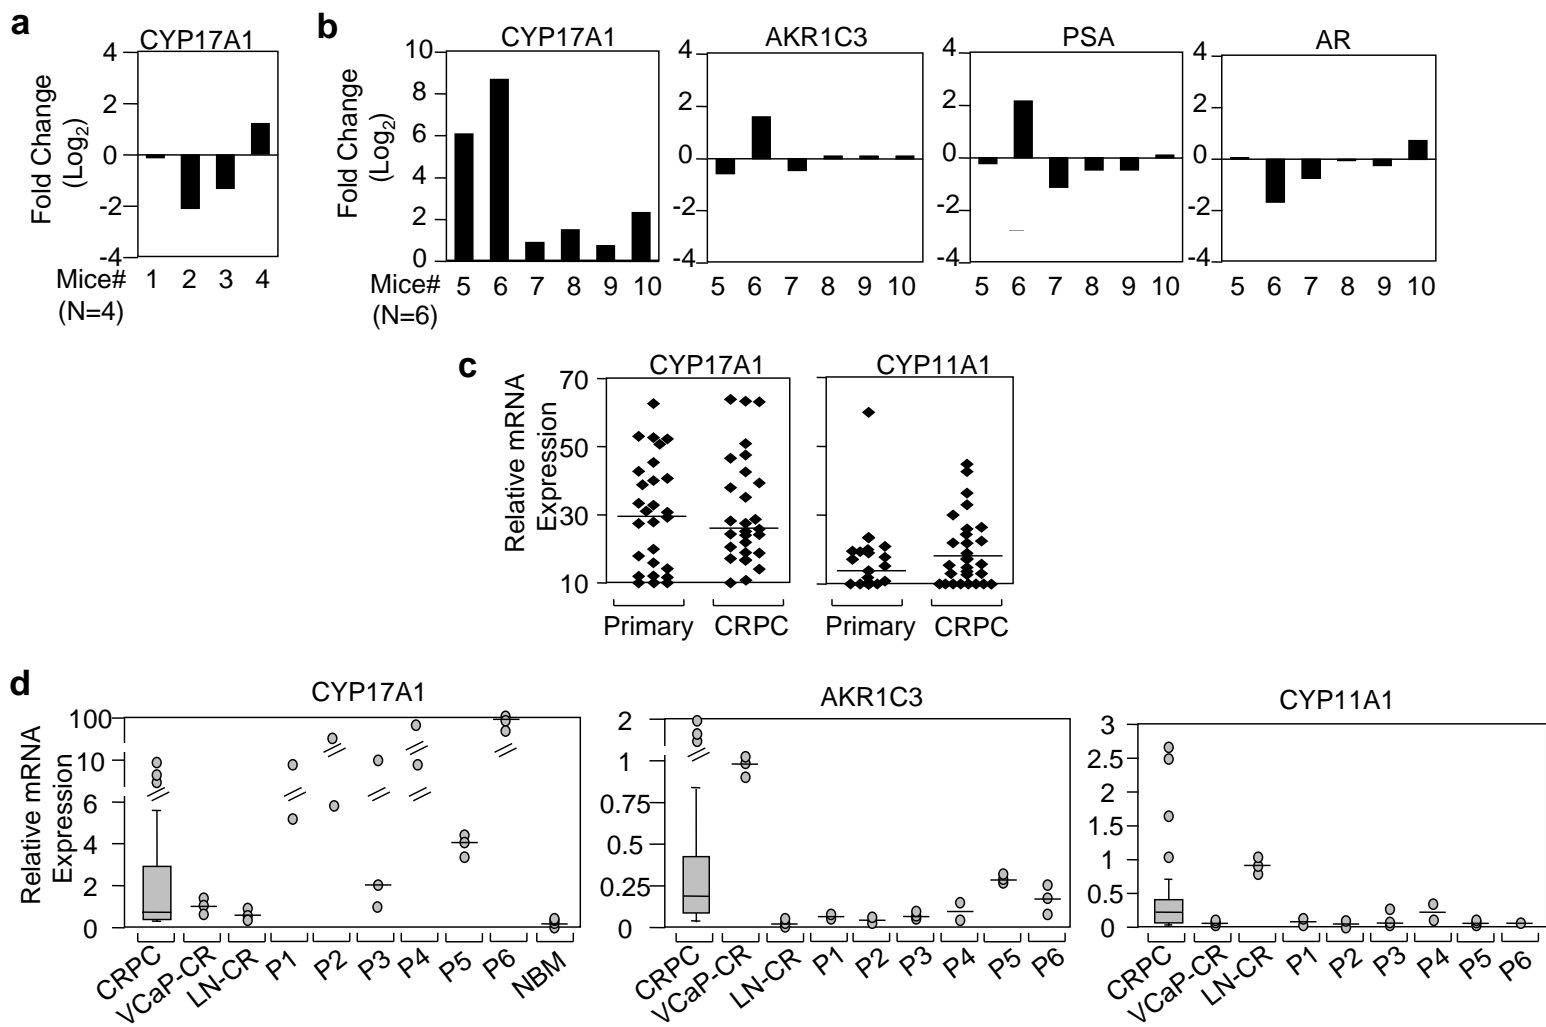 a
CYP17A1
4
2
0
-2
-4
Fold Change
(Log2)
Mice# 1 2 3 4
(N=4)
b
CYP17A1
10
8
6
4
2
0
Fold Change
(Log2)
Mice# 5 6 7 8 9 10
(N=6)
AKR1C3
4
2
0
-2
-4
5 6 7 8 9 10
PSA
4
2
0
-2
-4
5 6 7 8 9 10
AR
4
2
0
-2
-4
5 6 7 8 9 10
c
CYP17A1
70
50
30
10
Relative mRNA
Expression
Primary CRPC
CYP11A1
Primary CRPC
d
CYP17A1
100
10
6
4
2
0
Relative mRNA
Expression
CRPC VCaP-CR LN-CR P1 P2 P3 P4 P5 P6 NBM
AKR1C3
2
1
0.75
0.5
0.25
0
CRPC VCaP-CR LN-CR P1 P2 P3 P4 P5 P6
CYP11A1
3
2.5
2
1.5
1
0.5
0
CRPC VCaP-CR LN-CR P1 P2 P3 P4 P5 P6